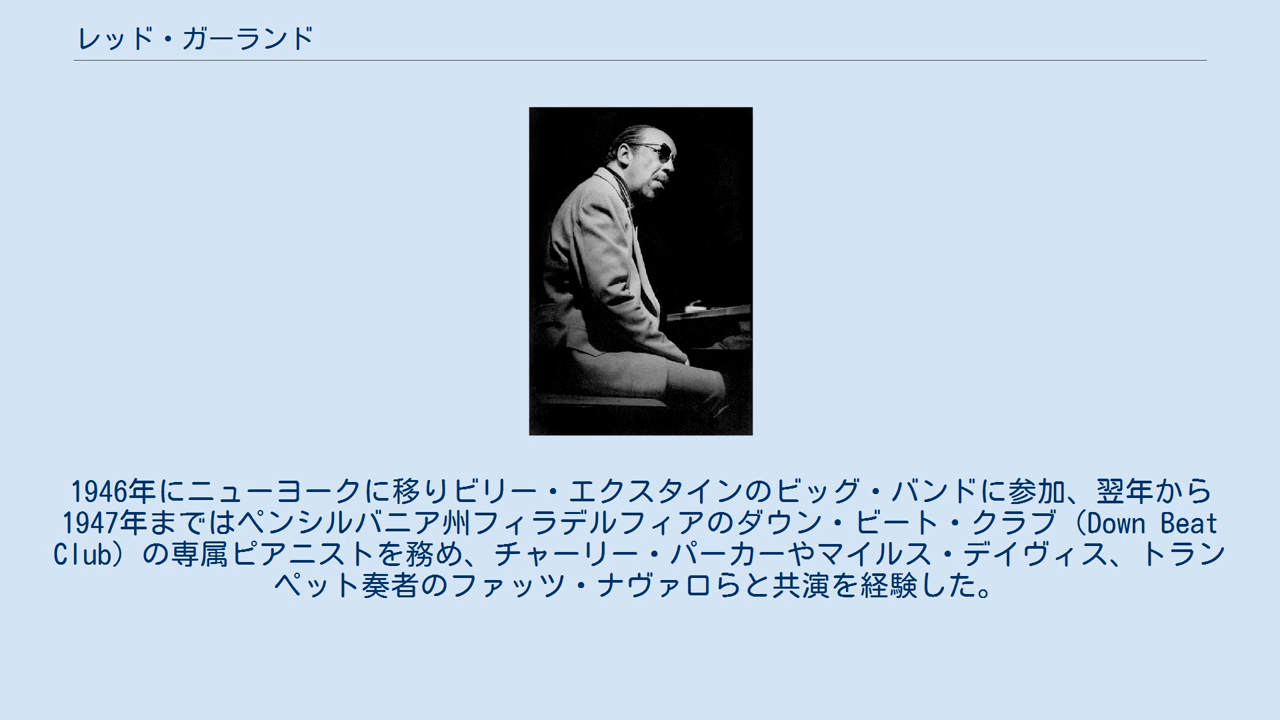 レッド・ガーランド
1946年にニューヨークに移りビリー・エクスタインのビッグ・バンドに参加、翌年から
1947年まではペンシルバニア州フィラデルフィアのダウン・ビート・クラブ（Down Beat
Club）の専属ピアニストを務め、チャーリー・パーカーやマイルス・デイヴィス、トラン
ペット奏者のファッツ・ナヴァロらと共演を経験した。